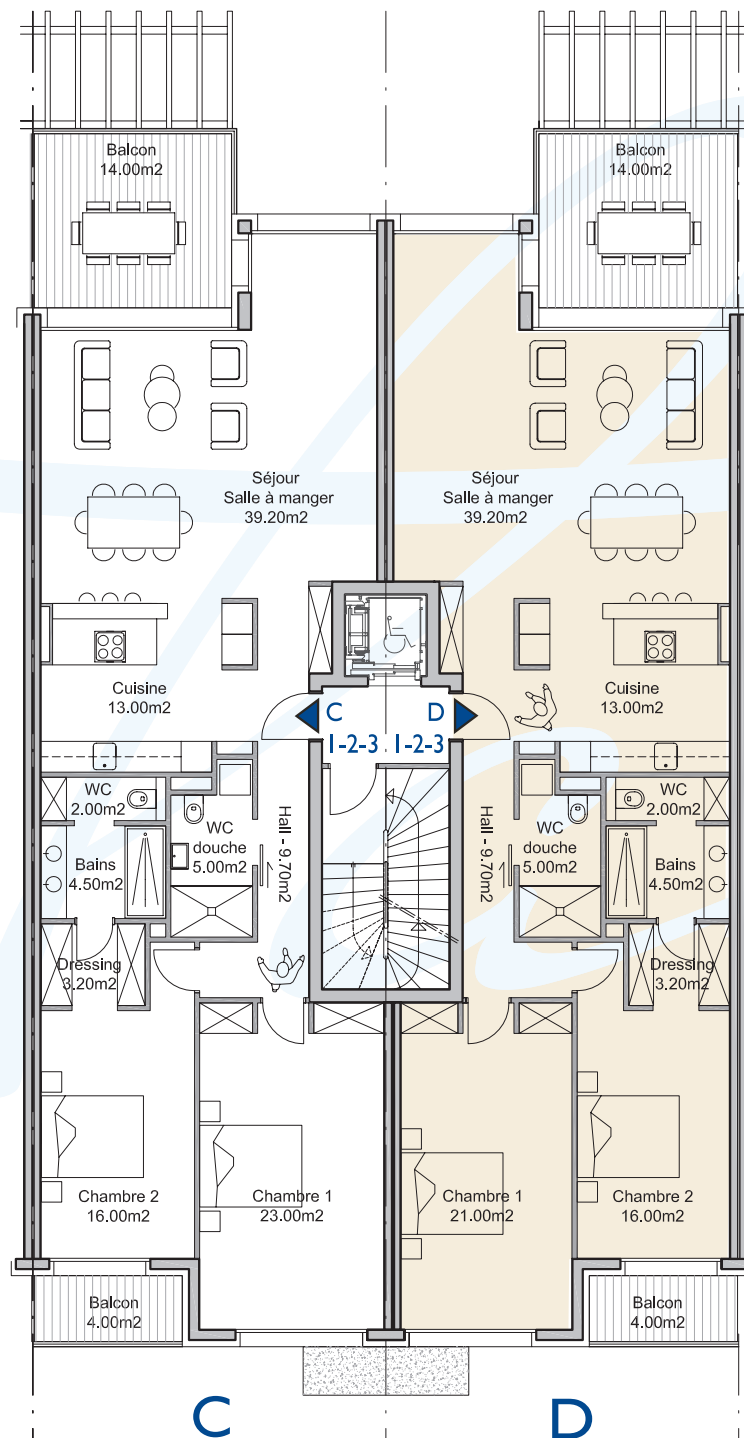 Balcon
14.00m2
Balcon
14.00m2
Séjour
Salle à manger
39.20m2
Séjour
Salle à manger
39.20m2
Cuisine
13.00m2
C
1-2-3
D
1-2-3
Cuisine
13.00m2
WC
2.00m2
WC
douche
5.00m2
Hall - 9.70m2
Bains
4.50m2
Dressing
3.20m2
Hall - 9.70m2
WC
douche
5.00m2
WC
2.00m2
Bains
4.50m2
Dressing
3.20m2
Chambre 2
16.00m2
Chambre 1
23.00m2
Chambre 1
21.00m2
Chambre 2
16.00m2
Balcon
4.00m2
Balcon
4.00m2
C
D